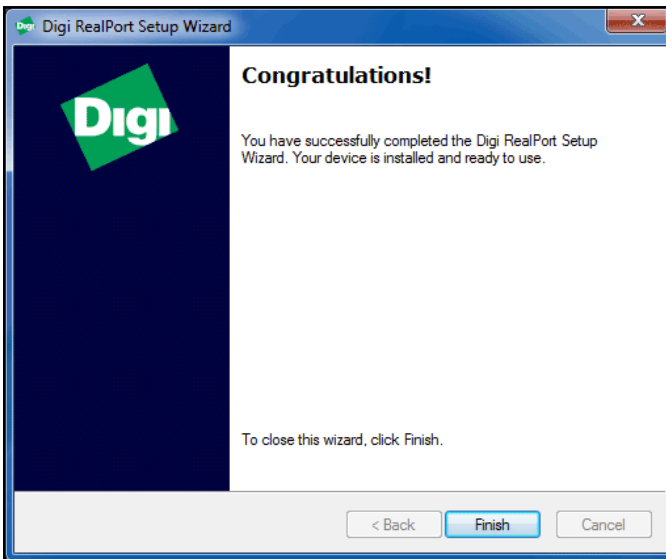 Digi RealPort Setup Wizard
Digi
Congratulations!
You have successfully completed the Digi RealPort Setup
Wizard. Your device is installed and ready to use.
To close this wizard, click Finish.
< Back
Finish
Cancel